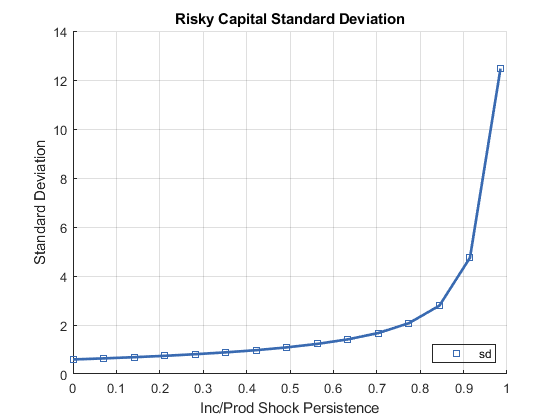 Risky Capital Standard Deviation
14
12
10
8
6
4
2
0
Standard Deviation
sd
0 0.1 0.2 0.3 0.4 0.5 0.6 0.7 0.8 0.9 1
Inc/Prod Shock Persistence